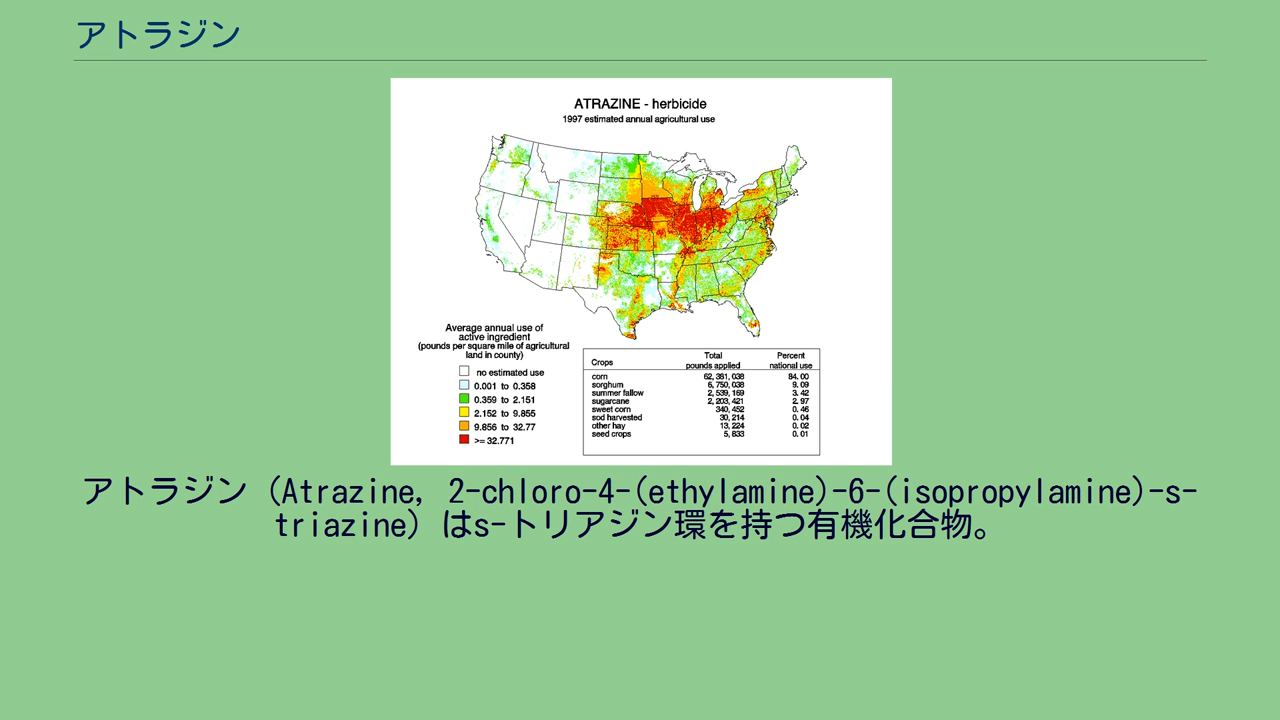 アトラジン
ATRAZINE - herbicide
1997 estimated annual agricultural use
Average annual use of
active ingredient
(pounds per square mile of agricultural
land in county)
no estimated use
0.001 to 0.358
0.359 to 2.151
2.152 to 9.855
9.856 to 32.77
>= 32.771
Crops Total pounds applied Percent national use
corn 62,381,038 84.00
sorghum 6,750,038 9.09
summer fallow 2,539,169 3.42
sugarcane 2,203,421 2.97
sweet corn 340,452 0.46
sod harvested 30,214 0.04
other hay 13,224 0.02
seed crops 5,833 0.01
アトラジン (Atrazine, 2-chloro-4-(ethylamine)-6-(isopropylamine)-s-
triazine) はs-トリアジン環を持つ有機化合物。